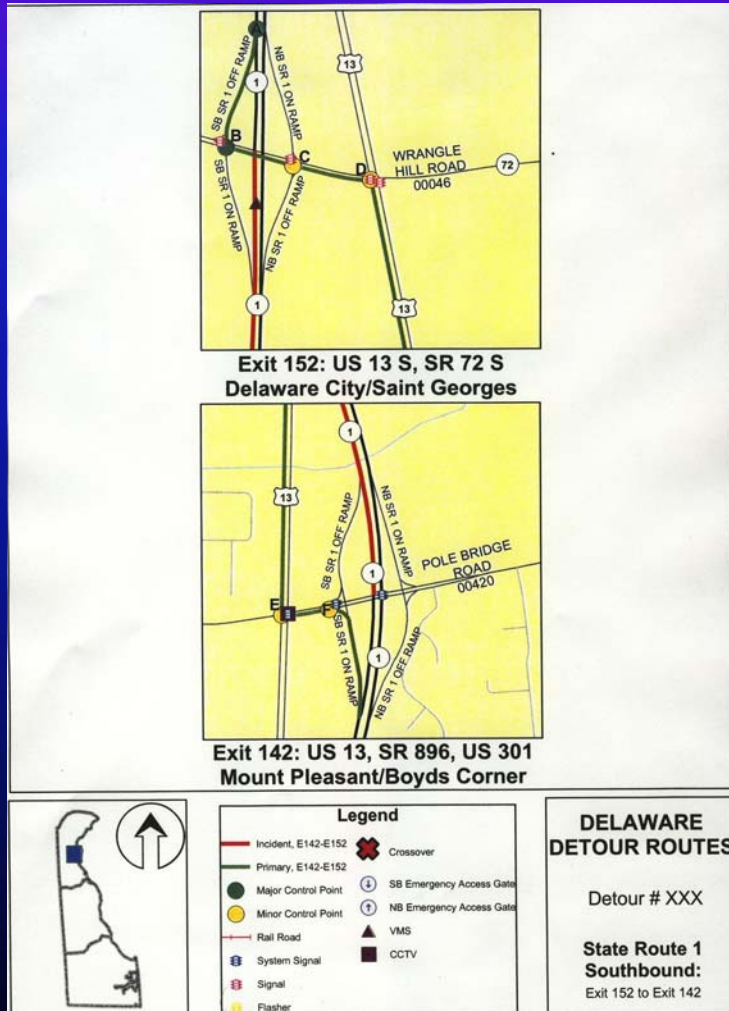 A
13
1
SB SR 1 OFF RAMP
NB SR 1 ON RAMP
B
C
D
WRANGLE
HILL ROAD
00046
72
SB SR 1 ON RAMP
NB SR 1 OFF RAMP
1
13
Exit 152: US 13 S, SR 72 S
Delaware City/Saint Georges
1
13
SB SR 1 OFF RAMP
NB SR 1 ON RAMP
POLE BRIDGE
ROAD
00420
1
E
F
SB SR 1 ON RAMP
1
NB SR 1 OFF RAMP
Exit 142: US 13, SR 896, US 301
Mount Pleasant/Boyds Corner
Legend
Incident, E142-E152
Primary, E142-E152
Major Control Point
Minor Control Point
Rail Road
System Signal
Signal
Flasher
Crossover
SB Emergency Access Gate
NB Emergency Access Gate
VMS
CCTV
DELAWARE
DETOUR ROUTES
Detour # XXX
State Route 1
Southbound:
Exit 152 to Exit 142